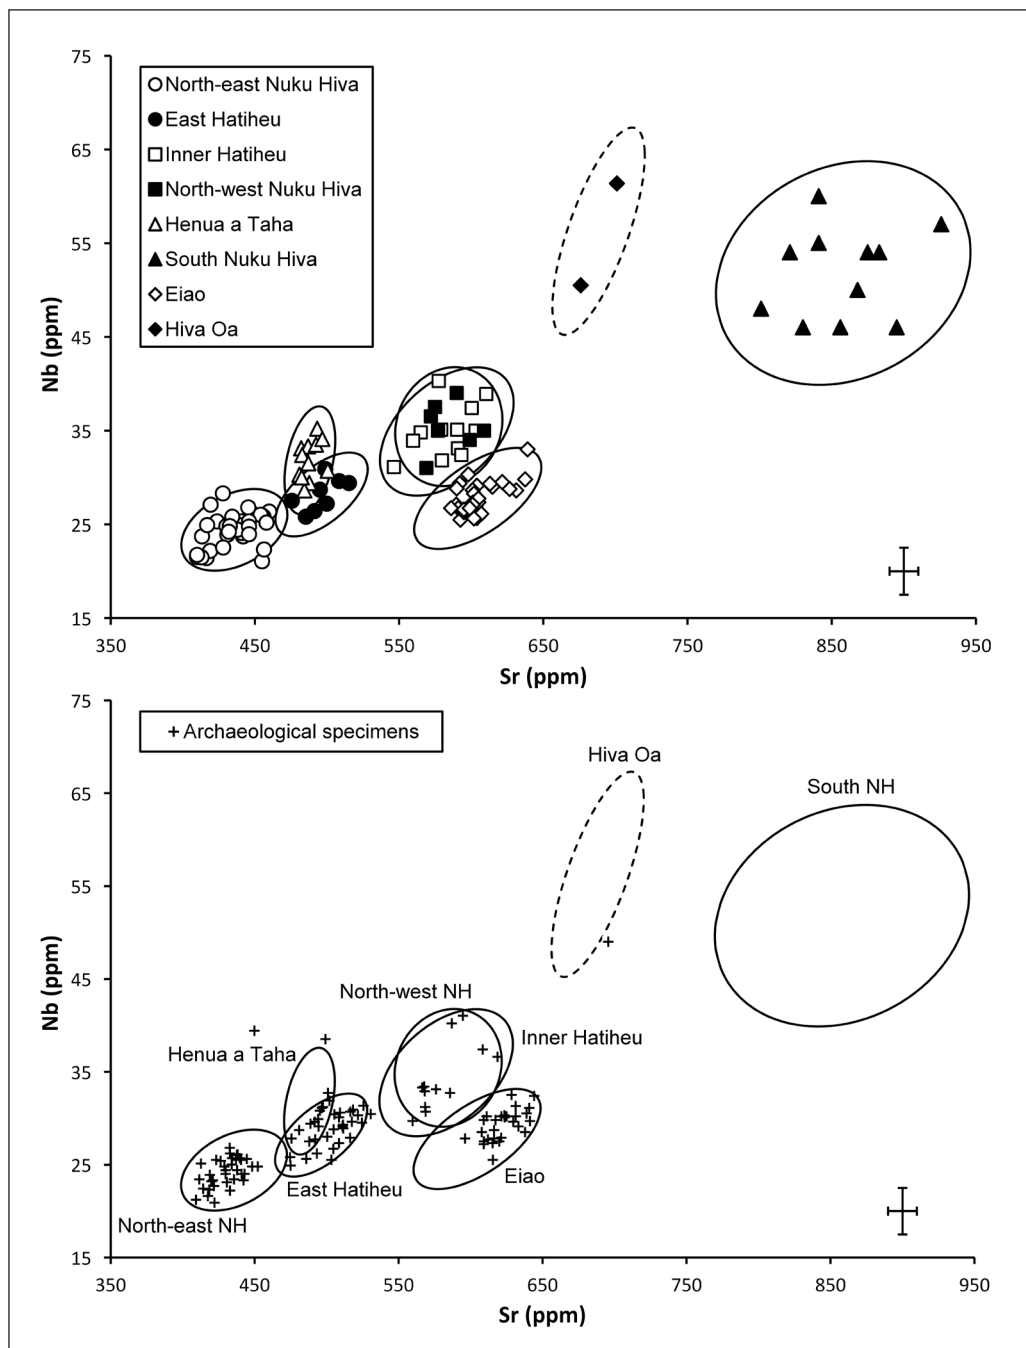 75
65
55
45
35
25
15
Nb (ppm)
North-east Nuku Hiva
East Hatiheu
Inner Hatiheu
North-west Nuku Hiva
Henua a Taha
South Nuku Hiva
Eiao
Hiva Oa
350 450 550 650 750 850 950
Sr (ppm)
75
65
55
45
35
25
15
Nb (ppm)
+ Archaeological specimens
Hiva Oa
South NH
North-west NH
Inner Hatiheu
Henua a Taha
East Hatiheu
Eiao
North-east NH
350 450 550 650 750 850 950
Sr (ppm)